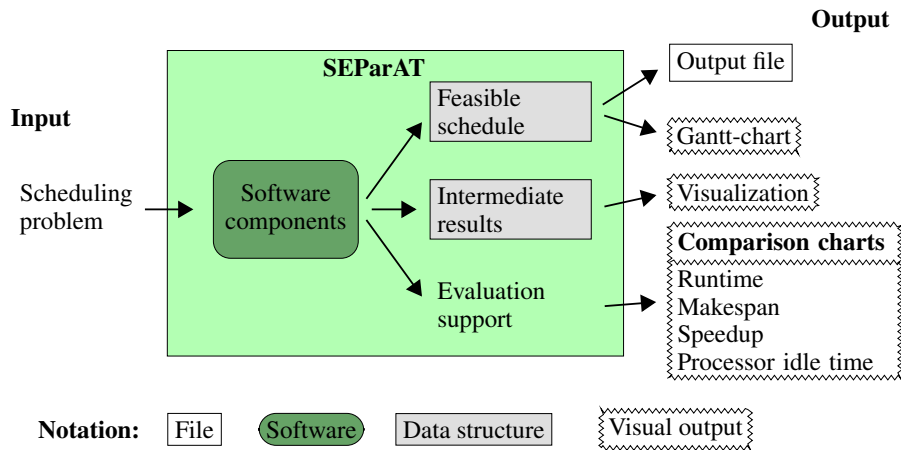 Output
SEParAT
Output file
Feasible
schedule
Gantt-chart
Input
Scheduling
problem
Software
components
Intermediate
results
Visualization
Comparison charts
Evaluation
support
Runtime
Makespan
Speedup
Processor idle time
Notation: File Software Data structure Visual output